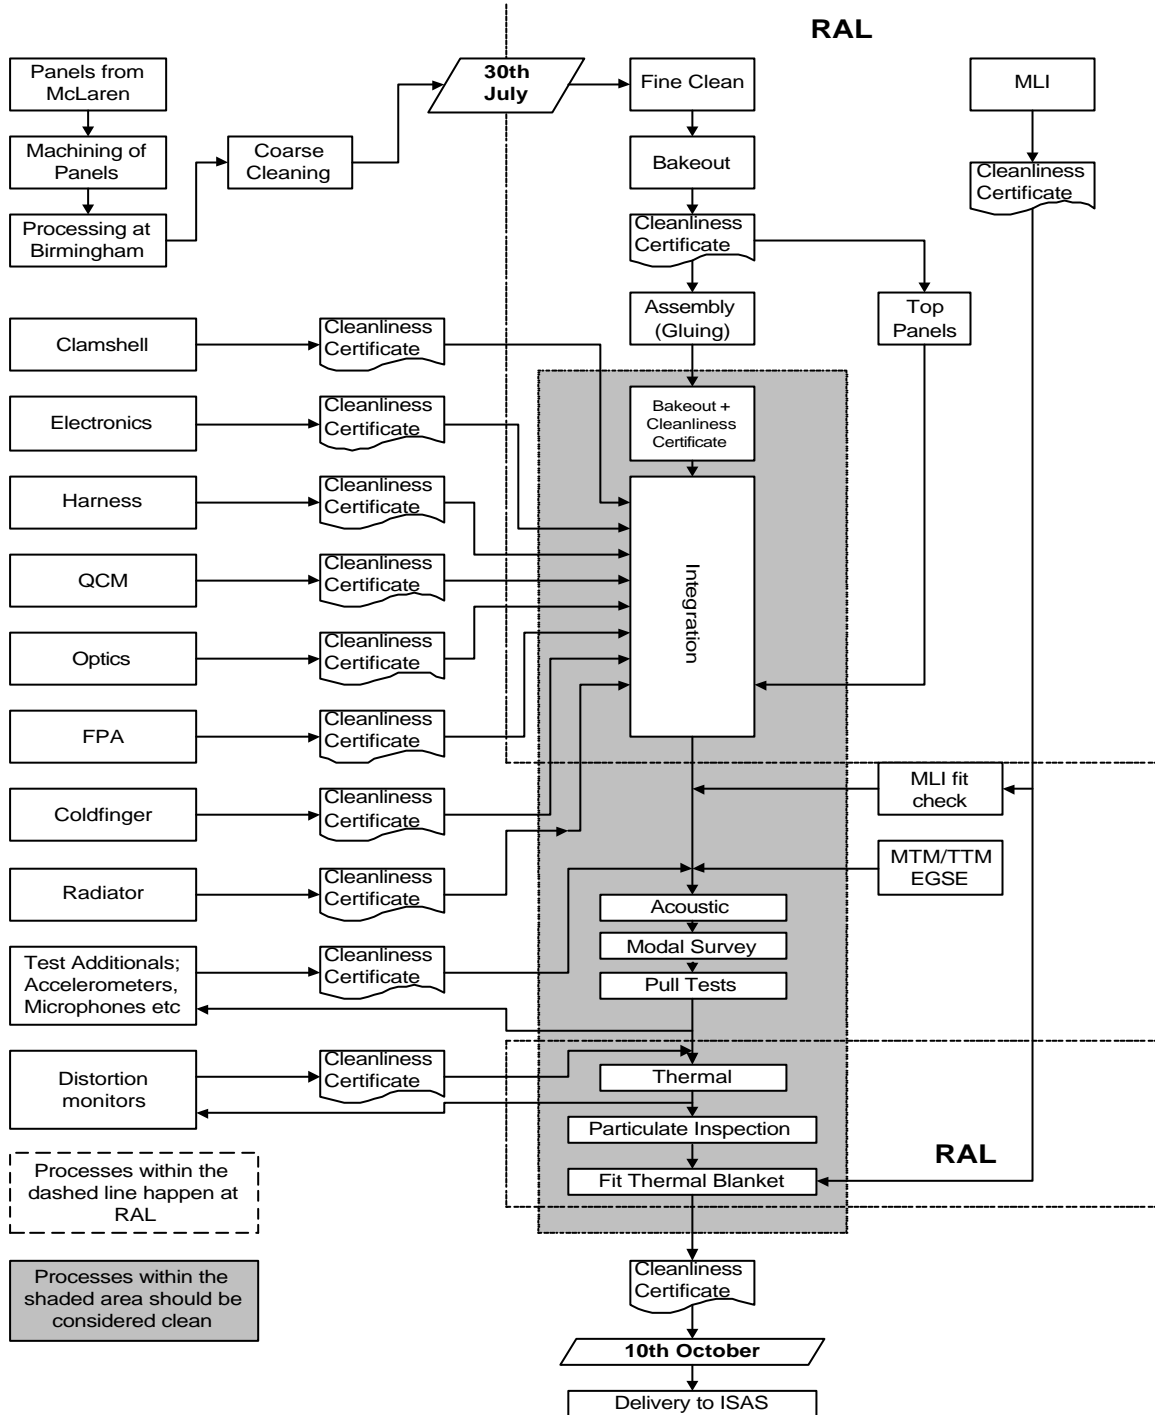 RAL
Panels from
McLaren
30th
July
Fine Clean
MLI
Machining of
Panels
Coarse
Cleaning
Bakeout
Cleanliness
Certificate
Processing at
Birmingham
Cleanliness
Certificate
Assembly
(Gluing)
Top
Panels
Clamshell
Cleanliness
Certificate
Bakeout +
Cleanliness
Certificate
Electronics
Cleanliness
Certificate
Harness
Cleanliness
Certificate
Integration
QCM
Cleanliness
Certificate
Optics
Cleanliness
Certificate
FPA
Cleanliness
Certificate
MLI fit
check
Coldfinger
Cleanliness
Certificate
MTM/TTM
EGSE
Radiator
Cleanliness
Certificate
Acoustic
Modal Survey
Pull Tests
Test Additionals;
Accelerometers,
Microphones etc
Cleanliness
Certificate
Distortion
monitors
Cleanliness
Certificate
Thermal
Particulate Inspection
RAL
Fit Thermal Blanket
Processes within the
dashed line happen at
RAL
Processes within the
shaded area should be
considered clean
Cleanliness
Certificate
10th October
Delivery to ISAS